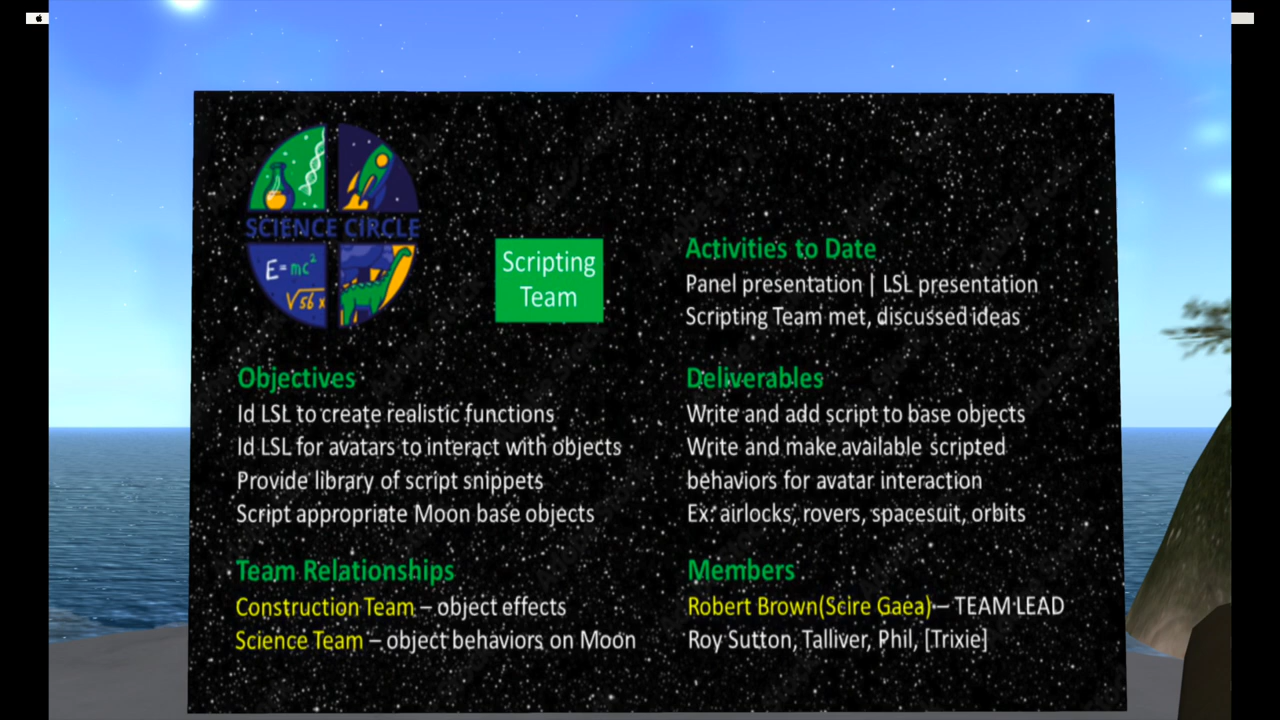 SCIENCE CIRCLE
E=mc²
√56 x
Scripting
Team
Activities to Date
Panel presentation | LSL presentation
Scripting Team met, discussed ideas
Objectives
Id LSL to create realistic functions
Id LSL for avatars to interact with objects
Provide library of script snippets
Script appropriate Moon base objects
Deliverables
Write and add script to base objects
Write and make available scripted
behaviors for avatar interaction
Ex: airlocks, rovers, spacesuit, orbits
Team Relationships
Construction Team – object effects
Science Team – object behaviors on Moon
Members
Robert Brown(Scire Gaea)– TEAM LEAD
Roy Sutton, Talliver, Phil, [Trixie]